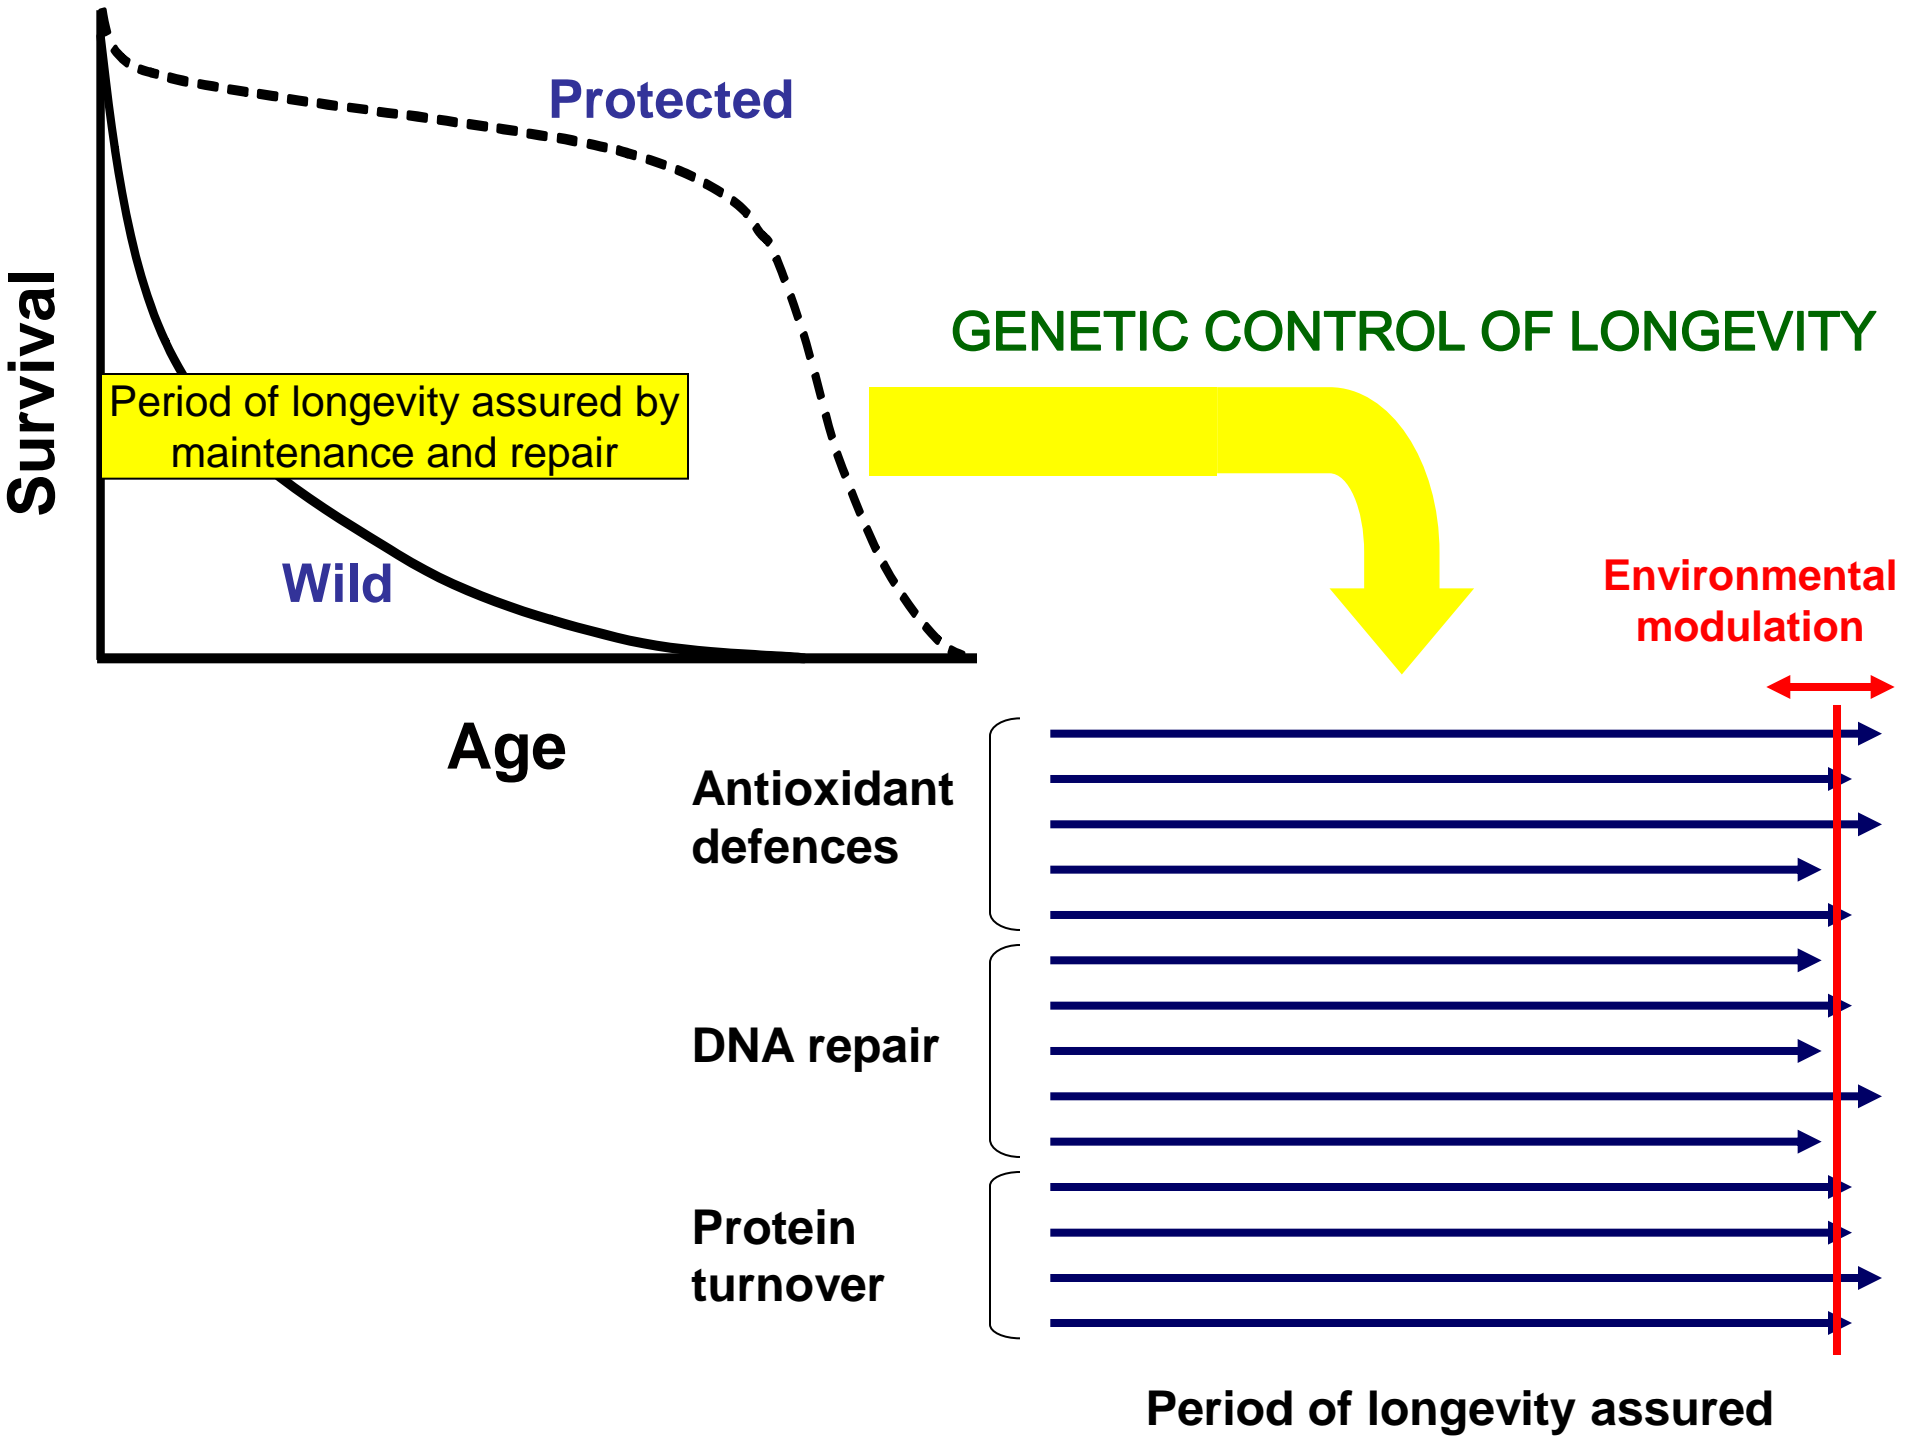 Protected
Survival
GENETIC CONTROL OF LONGEVITY
Period of longevity assured by
maintenance and repair
Wild
Environmental
modulation
Age
Antioxidant
defences
DNA repair
Protein
turnover
Period of longevity assured